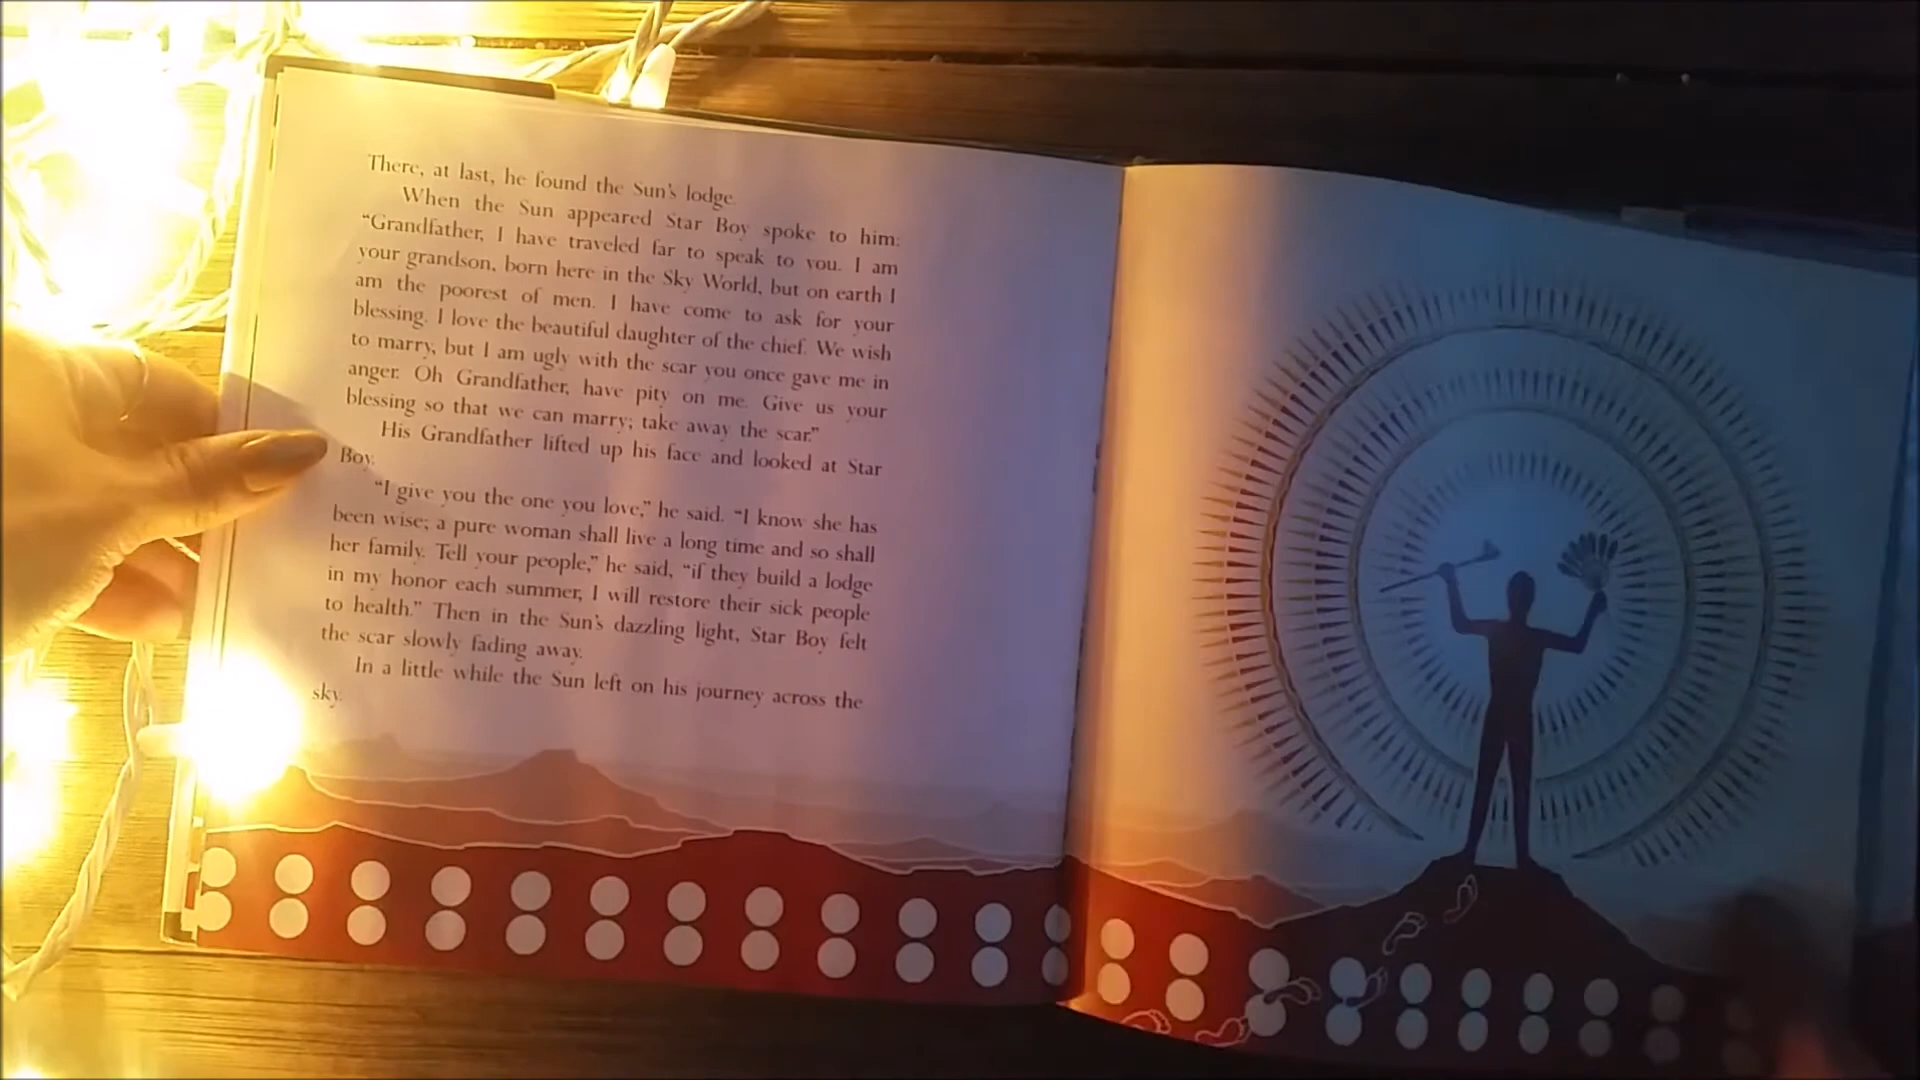 There, at last, he found the Sun's lodge.
When the Sun appeared Star Boy spoke to him:
“Grandfather, I have traveled far to speak to you. I am
your grandson, born here in the Sky World, but on earth I
am the poorest of men. I have come to ask for your
blessing. I love the beautiful daughter of the chief. We wish
to marry, but I am ugly with the scar you once gave me in
anger. Oh Grandfather, have pity on me. Give us your
blessing so that we can marry; take away the scar.”
His Grandfather lifted up his face and looked at Star
Boy.
“I give you the one you love,” he said. “I know she has
been wise; a pure woman shall live a long time and so shall
her family. Tell your people,” he said, “if they build a lodge
in my honor each summer, I will restore their sick people
to health.” Then in the Sun's dazzling light, Star Boy felt
the scar slowly fading away.
In a little while the Sun left on his journey across the
sky.